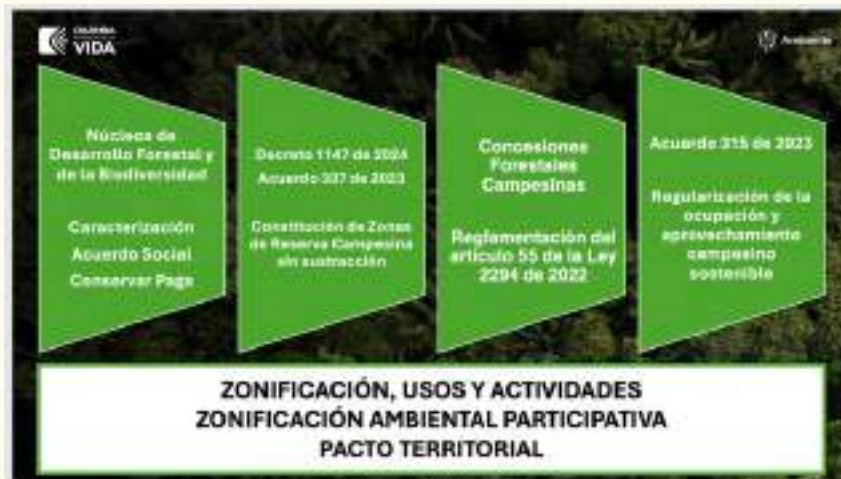 COLOMBIA
VIDA
Ambiente
Núcleos de
Desarrollo Forestal y
de la Biodiversidad
Caracterización
Acuerdo Social
Conservar Paga
Decreto 1147 de 2024
Acuerdo 337 de 2023
Constitución de Zonas
de Reserva Campesina
sin sustracción
Concesiones
Forestales
Campesinas
Reglamentación del
artículo 55 de la Ley
2294 de 2022
Acuerdo 315 de 2023
Regularización de la
ocupación y
aprovechamiento
campesino
sostenible
ZONIFICACIÓN, USOS Y ACTIVIDADES
ZONIFICACIÓN AMBIENTAL PARTICIPATIVA
PACTO TERRITORIAL